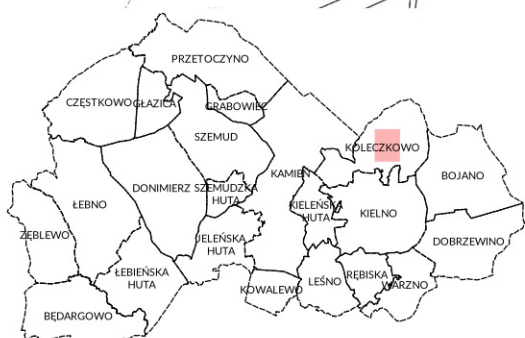 PRZETOCZYNO
CZĘSTKOWO
GŁAZICA
GRABOWIEC
SZEMUD
KOLECZKOWO
KAMIEŃ
BOJANO
DONIMIERZ
SZEMUDZKA
HUTA
ŁEBNO
KIELEŃSKA
HUTA
KIELNO
ZĘBLEWO
JELEŃSKA
HUTA
DOBRZEWINO
ŁEBIEŃSKA
HUTA
KOWALEWO
LEŚNO
RĘBISKA
WARZNO
BĘDARGOWO